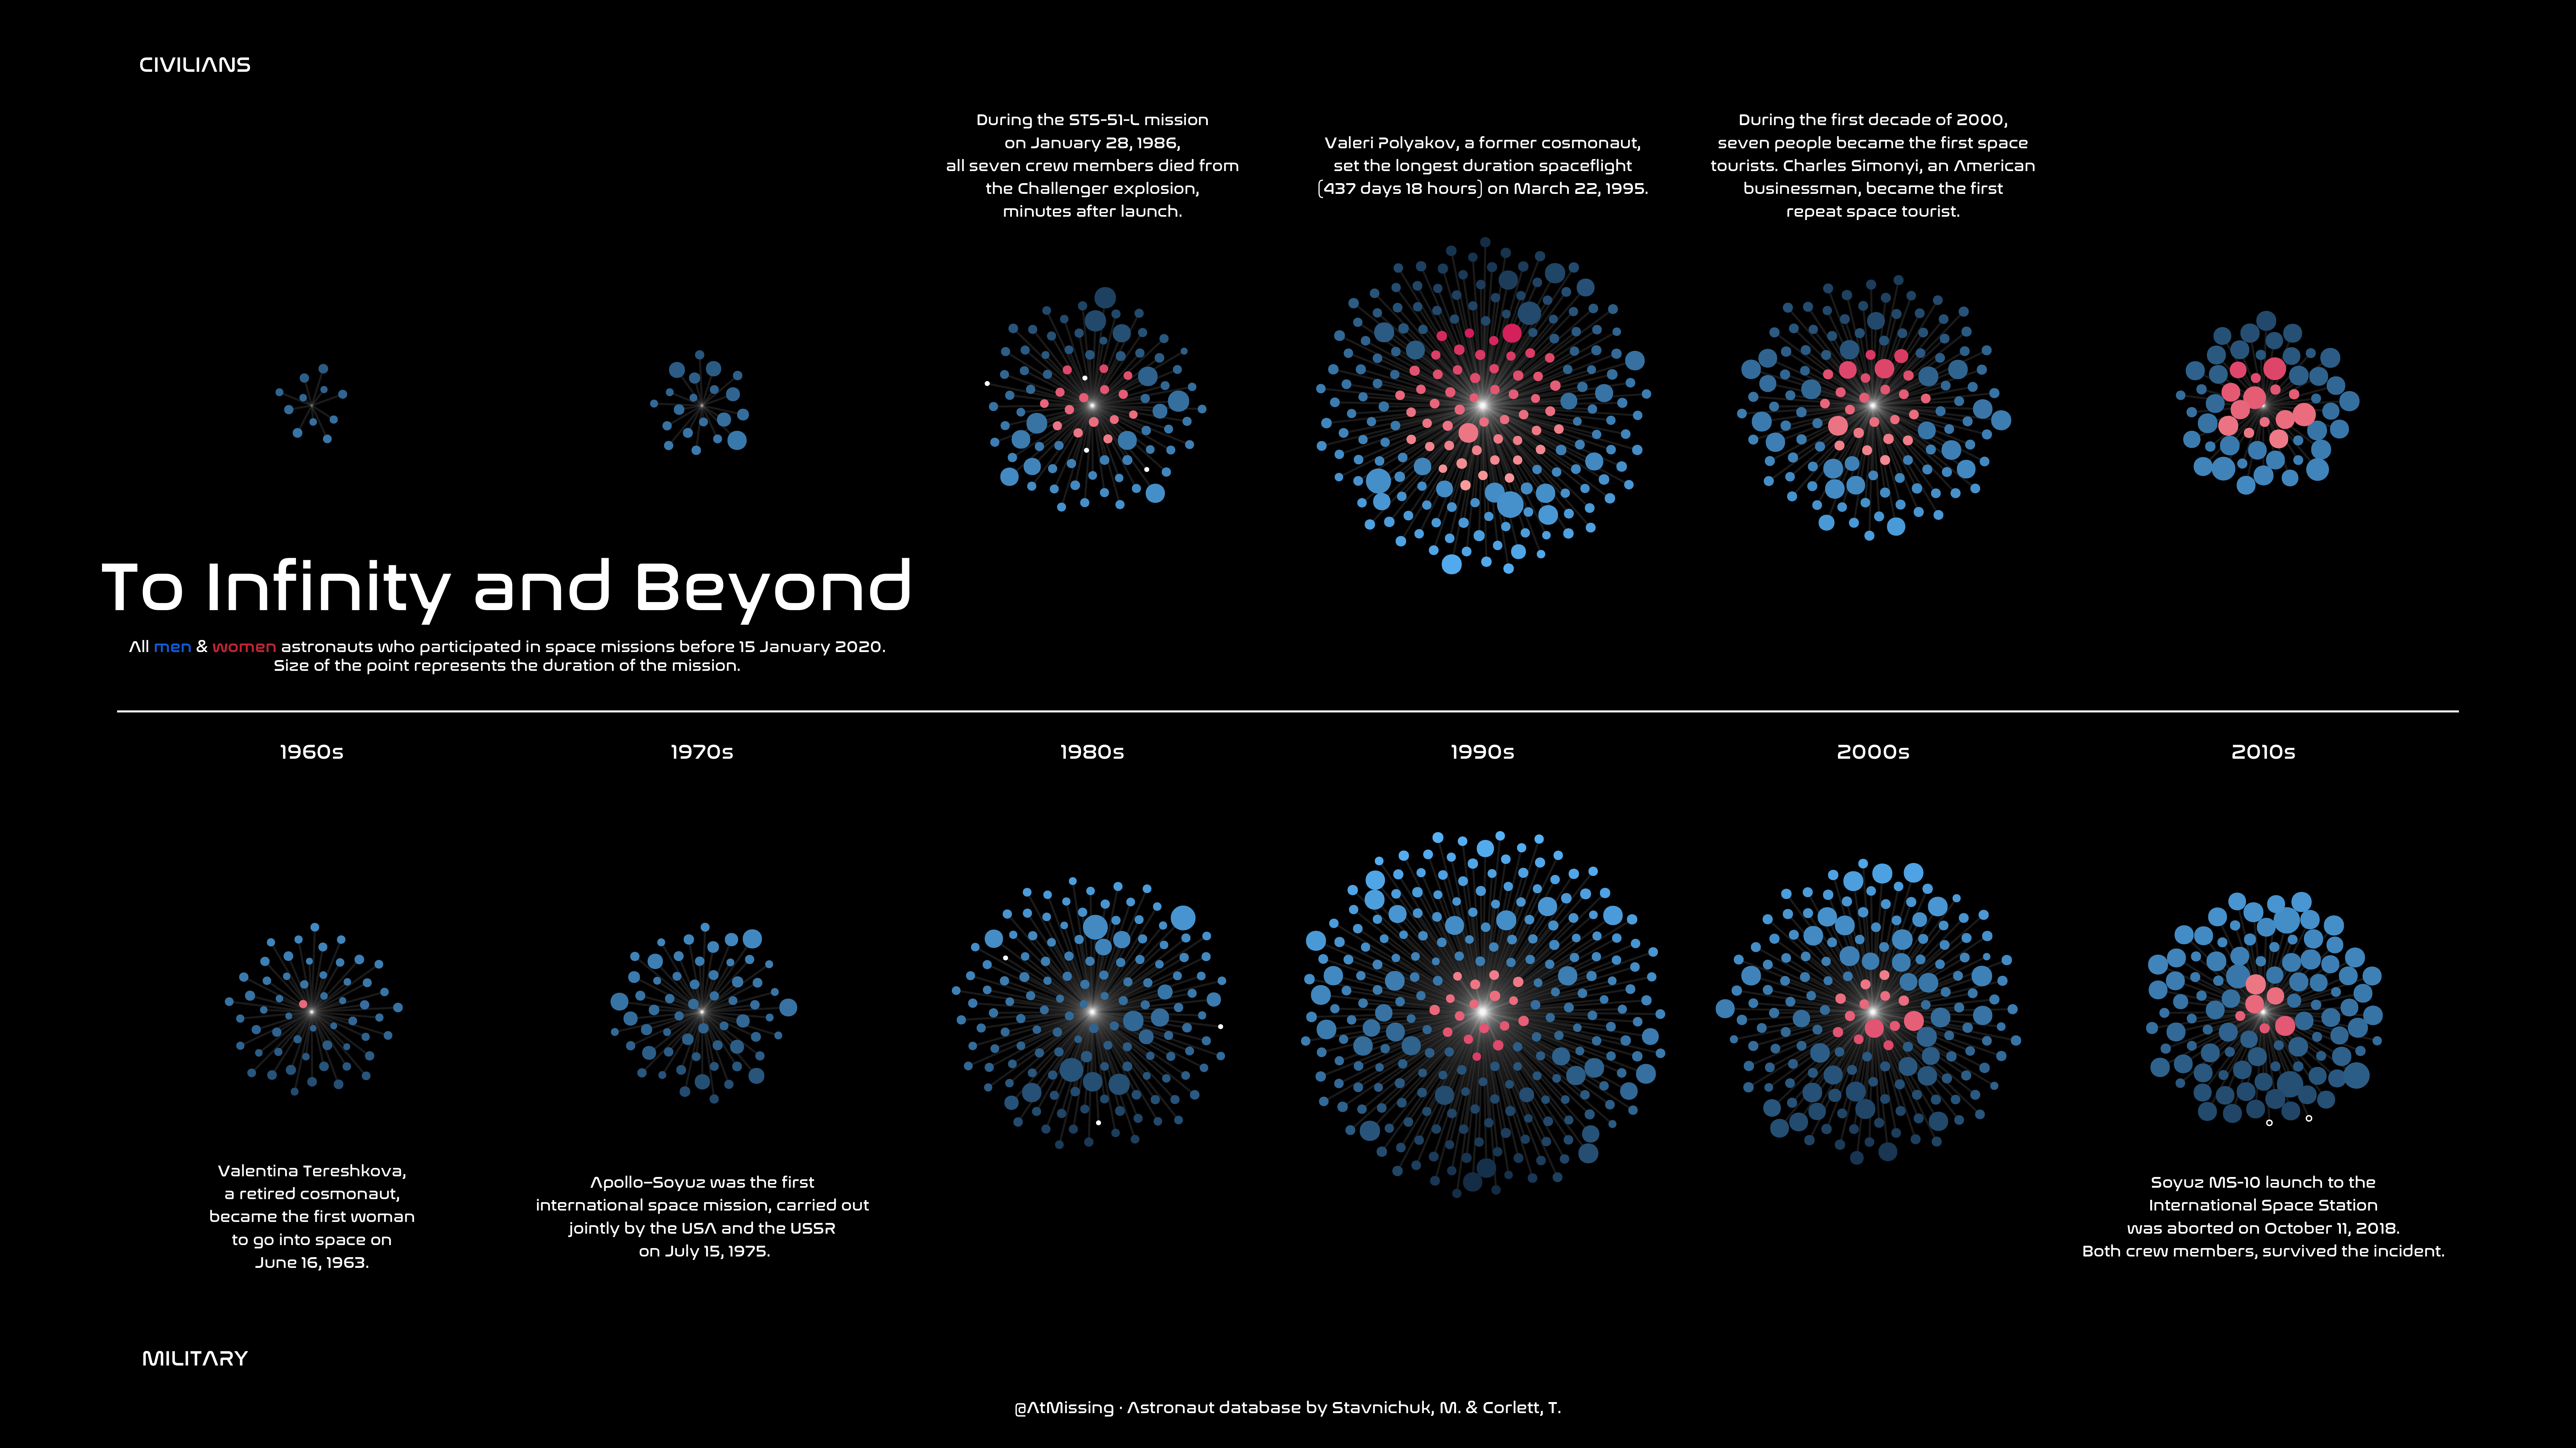 CIVILIANS
During the STS-51-L mission
on January 28, 1986,
all seven crew members died from
the Challenger explosion,
minutes after launch.
Valeri Polyakov, a former cosmonaut,
set the longest duration spaceflight
(437 days 18 hours) on March 22, 1995.
During the first decade of 2000,
seven people became the first space
tourists. Charles Simonyi, an American
businessman, became the first
repeat space tourist.
To Infinity and Beyond
All men & women astronauts who participated in space missions before 15 January 2020.
Size of the point represents the duration of the mission.
1960s
1970s
1980s
1990s
2000s
2010s
Valentina Tereshkova,
a retired cosmonaut,
became the first woman
to go into space on
June 16, 1963.
Apollo–Soyuz was the first
international space mission, carried out
jointly by the USA and the USSR
on July 15, 1975.
Soyuz MS-10 launch to the
International Space Station
was aborted on October 11, 2018.
Both crew members, survived the incident.
MILITARY
@AtMissing · Astronaut database by Stavnichuk, M. & Corlett, T.